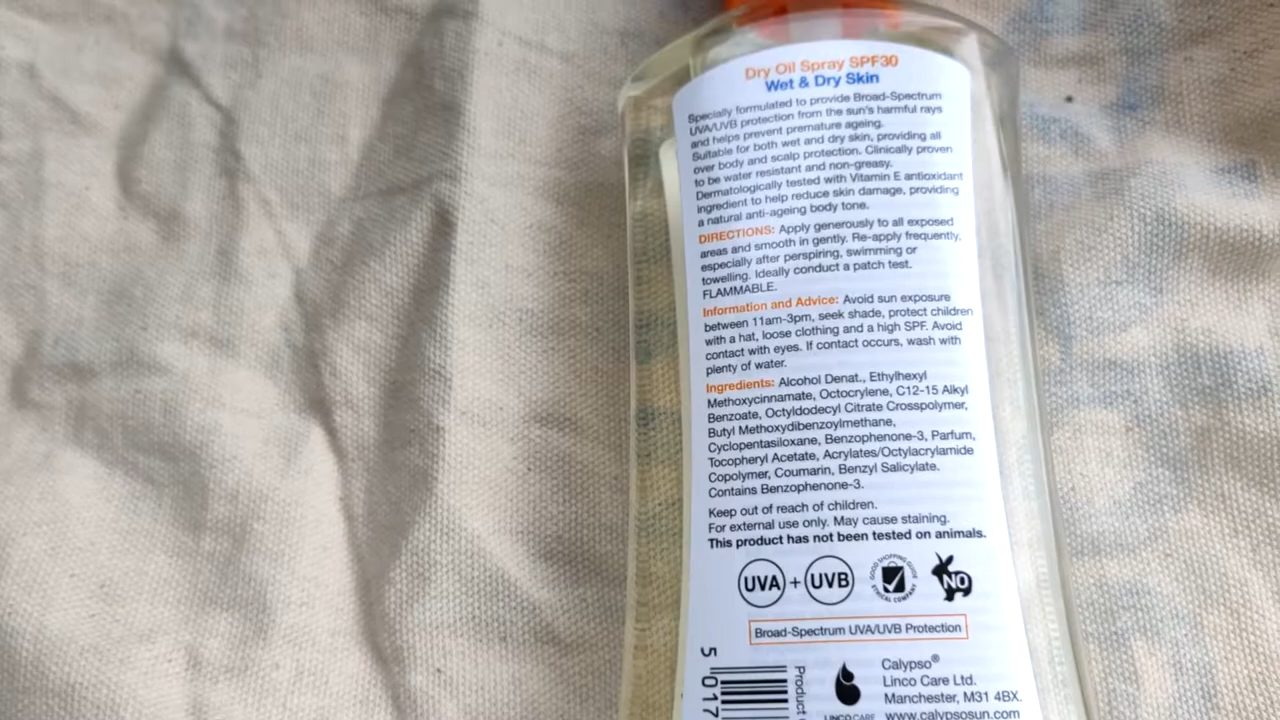 Dry Oil Spray SPF30
Wet & Dry Skin
Specially formulated to provide Broad-Spectrum
UVA/UVB protection from the sun's harmful rays
and helps prevent premature ageing.
Suitable for both wet and dry skin, providing all
over body and scalp protection. Clinically proven
to be water resistant and non-greasy.
Dermatologically tested with Vitamin E antioxidant
ingredient to help reduce skin damage, providing
a natural anti-ageing body tone.
DIRECTIONS: Apply generously to all exposed
areas and smooth in gently. Re-apply frequently,
especially after perspiring, swimming or
towelling. Ideally conduct a patch test.
FLAMMABLE.
Information and Advice: Avoid sun exposure
between 11am-3pm, seek shade, protect children
with a hat, loose clothing and a high SPF. Avoid
contact with eyes. If contact occurs, wash with
plenty of water.
Ingredients: Alcohol Denat., Ethylhexyl
Methoxycinnamate, Octocrylene, C12-15 Alkyl
Benzoate, Octyldodecyl Citrate Crosspolymer,
Butyl Methoxydibenzoylmethane,
Cyclopentasiloxane, Benzophenone-3, Parfum,
Tocopheryl Acetate, Acrylates/Octylacrylamide
Copolymer, Coumarin, Benzyl Salicylate.
Contains Benzophenone-3.
Keep out of reach of children.
For external use only. May cause staining.
This product has not been tested on animals.
UVA + UVB
GOOD SHOPPING GUIDE
ETHICAL COMPANY
NO
Broad-Spectrum UVA/UVB Protection
5 017
Product
LINCO CARE
Calypso®
Linco Care Ltd.
Manchester, M31 4BX.
www.calypsosun.com